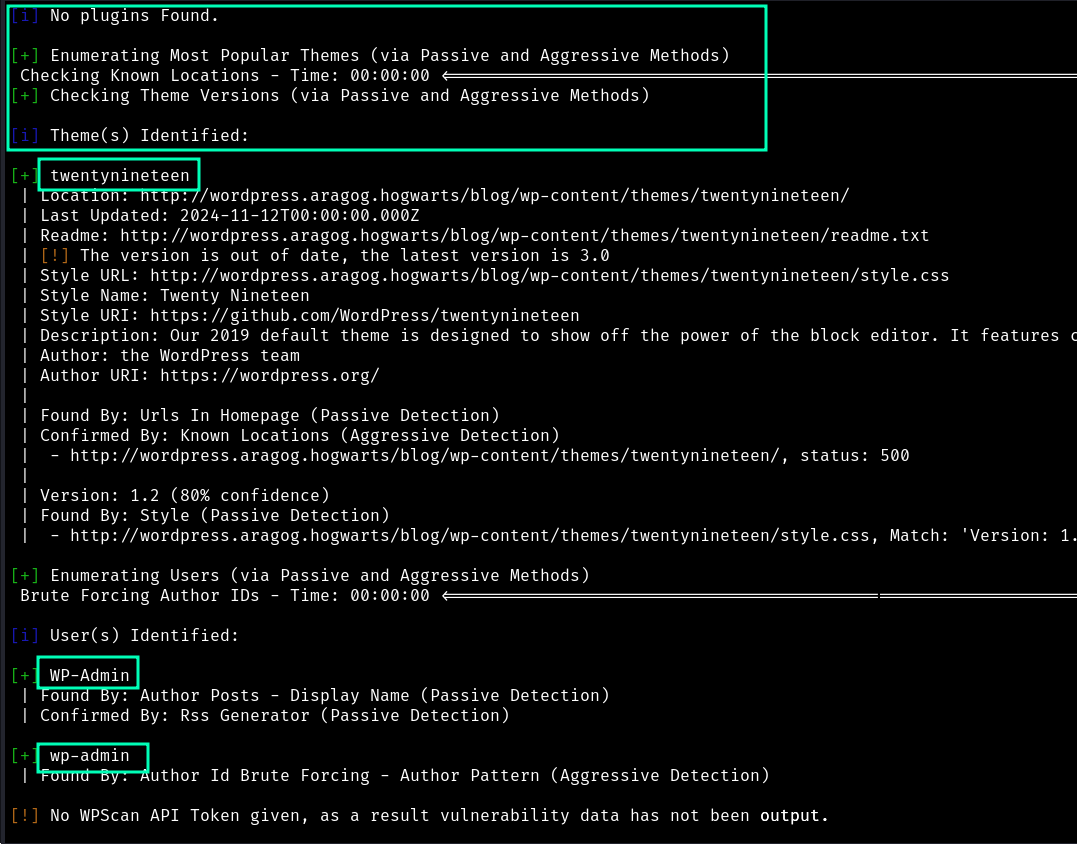 [i] No plugins Found.
[+] Enumerating Most Popular Themes (via Passive and Aggressive Methods)
Checking Known Locations - Time: 00:00:00 <=
[+] Checking Theme Versions (via Passive and Aggressive Methods)
[i] Theme(s) Identified:
[+] twentynineteen
| Location: http://wordpress.aragog.hogwarts/blog/wp-content/themes/twentynineteen/
| Last Updated: 2024-11-12T00:00:00.000Z
| Readme: http://wordpress.aragog.hogwarts/blog/wp-content/themes/twentynineteen/readme.txt
| [!] The version is out of date, the latest version is 3.0
| Style URL: http://wordpress.aragog.hogwarts/blog/wp-content/themes/twentynineteen/style.css
| Style Name: Twenty Nineteen
| Style URI: https://github.com/WordPress/twentynineteen
| Description: Our 2019 default theme is designed to show off the power of the block editor. It features
| Author: the WordPress team
| Author URI: https://wordpress.org/
|
| Found By: Urls In Homepage (Passive Detection)
| Confirmed By: Known Locations (Aggressive Detection)
|  - http://wordpress.aragog.hogwarts/blog/wp-content/themes/twentynineteen/, status: 500
|
| Version: 1.2 (80% confidence)
| Found By: Style (Passive Detection)
|  - http://wordpress.aragog.hogwarts/blog/wp-content/themes/twentynineteen/style.css, Match: 'Version: 1.
[+] Enumerating Users (via Passive and Aggressive Methods)
Brute Forcing Author IDs - Time: 00:00:00 <=
[i] User(s) Identified:
[+] WP-Admin
| Found By: Author Posts - Display Name (Passive Detection)
| Confirmed By: Rss Generator (Passive Detection)
[+] wp-admin
| Found By: Author Id Brute Forcing - Author Pattern (Aggressive Detection)
[!] No WPScan API Token given, as a result vulnerability data has not been output.